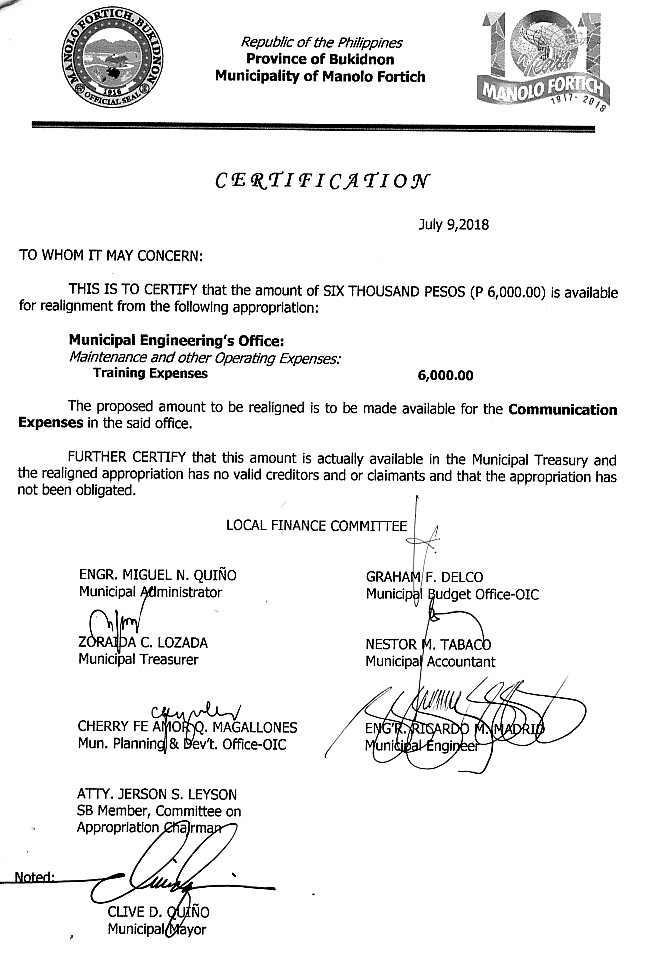 MANOLO FORTICH, BUKIDNON
1916
OFFICIAL SEAL
Republic of the Philippines
Province of Bukidnon
Municipality of Manolo Fortich
101
Years
MANOLO FORTICH
1917-2018
CERTIFICATION
July 9,2018
TO WHOM IT MAY CONCERN:
THIS IS TO CERTIFY that the amount of SIX THOUSAND PESOS (P 6,000.00) is available
for realignment from the following appropriation:
Municipal Engineering's Office:
Maintenance and other Operating Expenses:
Training Expenses 6,000.00
The proposed amount to be realigned is to be made available for the Communication
Expenses in the said office.
FURTHER CERTIFY that this amount is actually available in the Municipal Treasury and
the realigned appropriation has no valid creditors and or claimants and that the appropriation has
not been obligated.
LOCAL FINANCE COMMITTEE
ENGR. MIGUEL N. QUIÑO
Municipal Administrator
GRAHAM F. DELCO
Municipal Budget Office-OIC
ZORAIDA C. LOZADA
Municipal Treasurer
NESTOR M. TABACO
Municipal Accountant
CHERRY FE AMOR Q. MAGALLONES
Mun. Planning & Dev't. Office-OIC
ENG'R. RICARDO M. MADRID
Municipal Engineer
ATTY. JERSON S. LEYSON
SB Member, Committee on
Appropriation Chairman
Noted:
CLIVE D. QUIÑO
Municipal Mayor